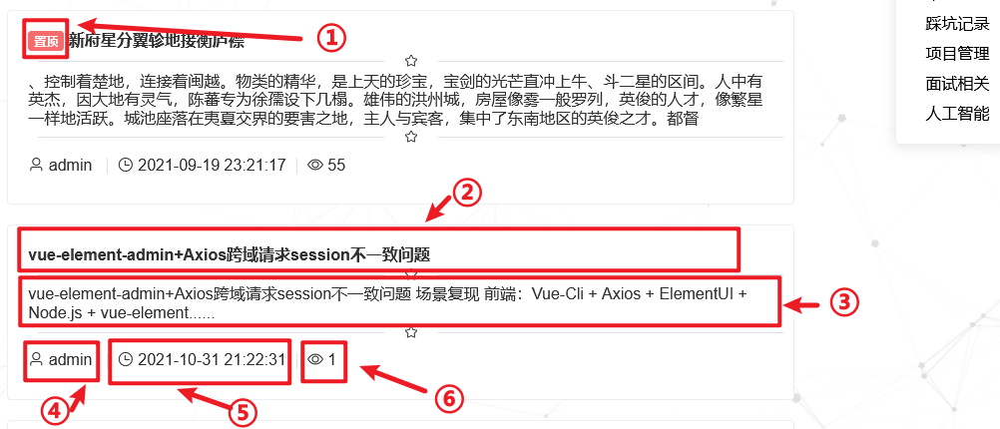 踩坑记录
项目管理
面试相关
人工智能
①
置顶 新府星分翼轸地接衡庐襟
、控制着楚地，连接着闽越。物类的精华，是上天的珍宝，宝剑的光芒直冲上牛、斗二星的区间。人中有
英杰，因大地有灵气，陈蕃专为徐孺设下几榻。雄伟的洪州城，房屋像雾一般罗列，英俊的人才，像繁星
一样地活跃。城池座落在夷夏交界的要害之地，主人与宾客，集中了东南地区的英俊之才。都督
admin 2021-09-19 23:21:17 55
②
vue-element-admin+Axios跨域请求session不一致问题
vue-element-admin+Axios跨域请求session不一致问题 场景复现 前端：Vue-Cli + Axios + ElementUI +
Node.js + vue-element......
③
admin 2021-10-31 21:22:31 1
④ ⑤ ⑥